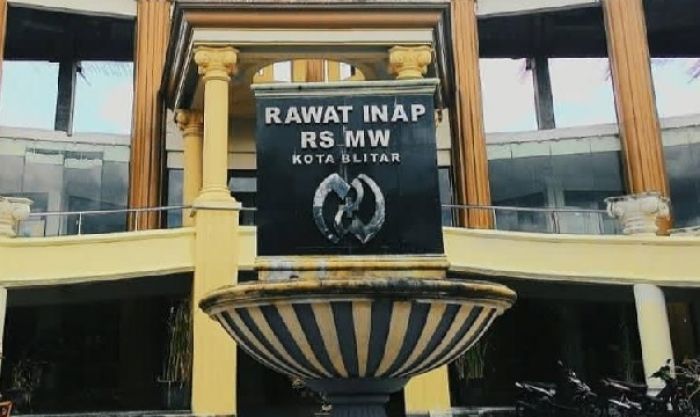 RAWAT INAP
RS MW
KOTA BLITAR